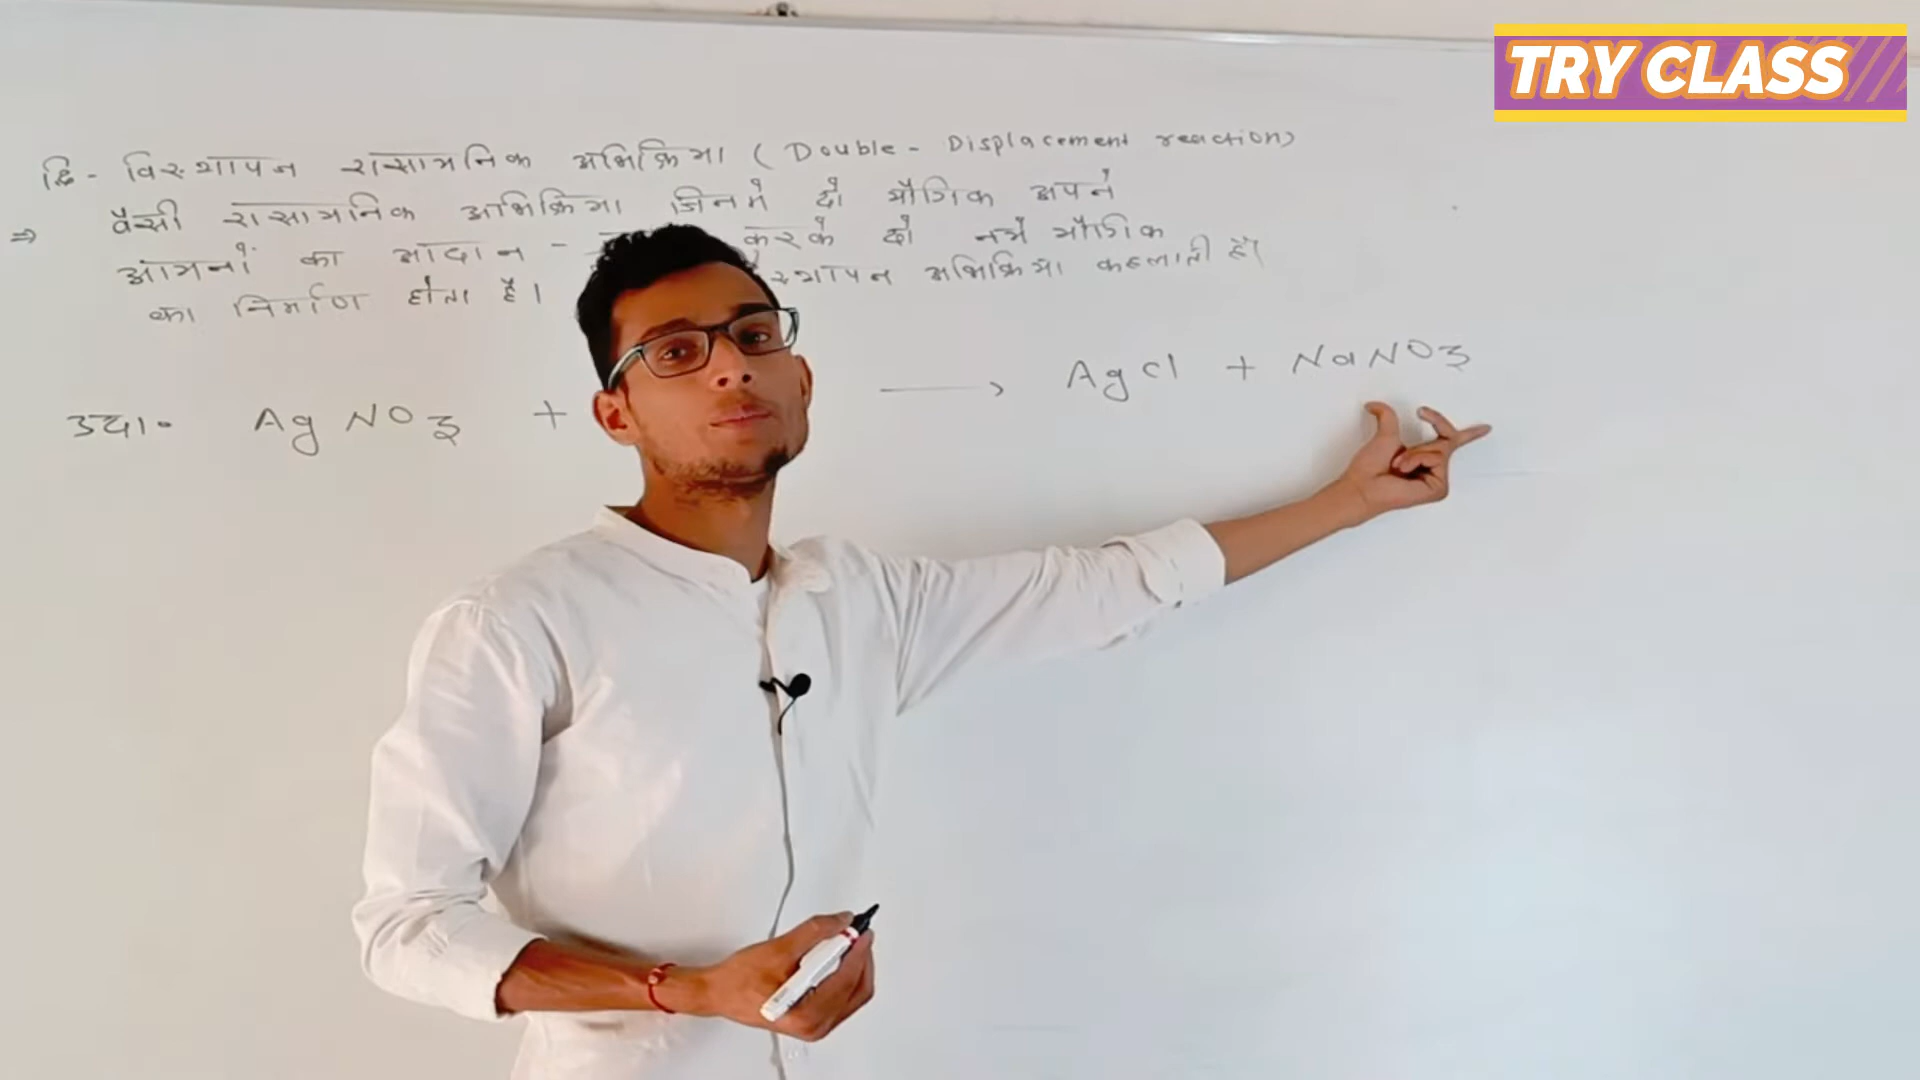 TRY CLASS
द्वि - विस्थापन रासायनिक अभिक्रिया (Double - Displacement reaction)
⇒ वैसी रासायनिक अभिक्रिया जिनमें दो यौगिक अपने
आयनों का आदान - करके दो नये यौगिक
का निर्माण होता है। स्थापन अभिक्रिया कहलाती है।
उदा० AgNO3 + ⟶ AgCl + NaNO3